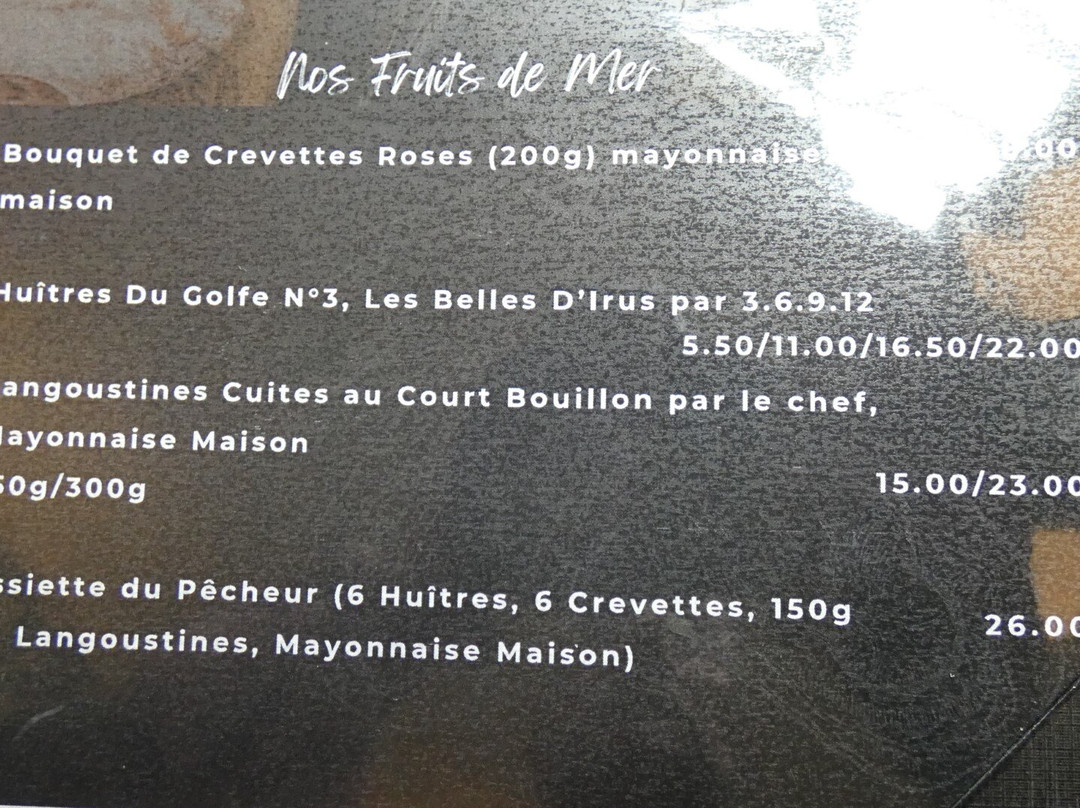 Nos Fruits de Mer
Bouquet de Crevettes Roses (200g) mayonnaise
maison
Huîtres Du Golfe N°3, Les Belles D'Irus par 3.6.9.12
5.50/11.00/16.50/22.00
angoustines Cuites au Court Bouillon par le chef,
ayonnaise Maison
50g/300g
15.00/23.00
ssiette du Pêcheur (6 Huîtres, 6 Crevettes, 150g
26.00
Langoustines, Mayonnaise Maison)